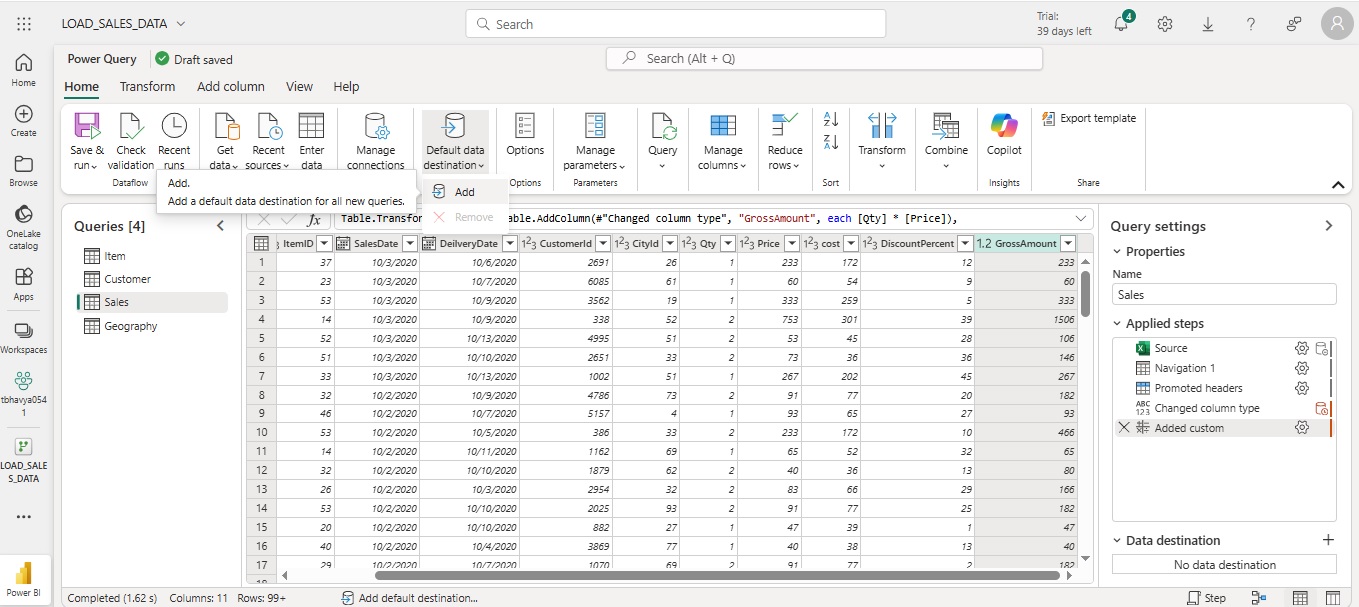 LOAD_SALES_DATA
Search
Trial:
39 days left
4
Home
Create
Browse
OneLake
catalog
Apps
Workspaces
tbhavya054
1
LOAD_SALE
S_DATA
Power BI
Power Query
Draft saved
Search (Alt + Q)
Home Transform Add column View Help
Save &
run
Check
validation
Recent
runs
Dataflow
Get
data
Recent
sources
Enter
data
Manage
connections
Default data
destination
Options
Options
Manage
parameters
Parameters
Query
Manage
columns
Reduce
rows
Sort
Transform
Combine
Copilot
Insights
Export template
Share
Add.
Add a default data destination for all new queries.
Add
Remove
Queries [4]
Item
Customer
Sales
Geography
fx Table.Transfor able.AddColumn(#"Changed column type", "GrossAmount", each [Qty] * [Price]),
ItemID SalesDate DeilveryDate 123 CustomerId 123 CityId 123 Qty 123 Price 123 cost 123 DiscountPercent 1.2 GrossAmount
1 37 10/3/2020 10/6/2020 2691 26 1 233 172 12 233
2 23 10/3/2020 10/7/2020 6085 61 1 60 54 9 60
3 53 10/3/2020 10/9/2020 3562 19 1 333 259 5 333
4 14 10/3/2020 10/9/2020 338 52 2 753 301 39 1506
5 52 10/3/2020 10/13/2020 4995 51 2 53 45 28 106
6 51 10/3/2020 10/10/2020 2651 33 2 73 36 36 146
7 33 10/3/2020 10/13/2020 1002 51 1 267 202 45 267
8 32 10/2/2020 10/9/2020 4786 73 2 91 77 20 182
9 46 10/2/2020 10/7/2020 5157 4 1 93 65 27 93
10 53 10/2/2020 10/5/2020 386 33 2 233 172 10 466
11 14 10/2/2020 10/11/2020 1162 69 1 65 52 32 65
12 32 10/2/2020 10/10/2020 1879 62 2 40 36 13 80
13 26 10/2/2020 10/3/2020 2954 32 2 83 66 29 166
14 53 10/2/2020 10/10/2020 2025 93 2 91 77 25 182
15 20 10/2/2020 10/10/2020 882 27 1 47 39 1 47
16 40 10/2/2020 10/4/2020 3869 77 1 40 38 13 40
17 29 10/2/2020 10/7/2020 1070 69 2 91 77 2 182
Query settings
Properties
Name
Sales
Applied steps
Source
Navigation 1
Promoted headers
ABC
123 Changed column type
Added custom
Data destination
No data destination
Completed (1.62 s) Columns: 11 Rows: 99+
Add default destination...
Step